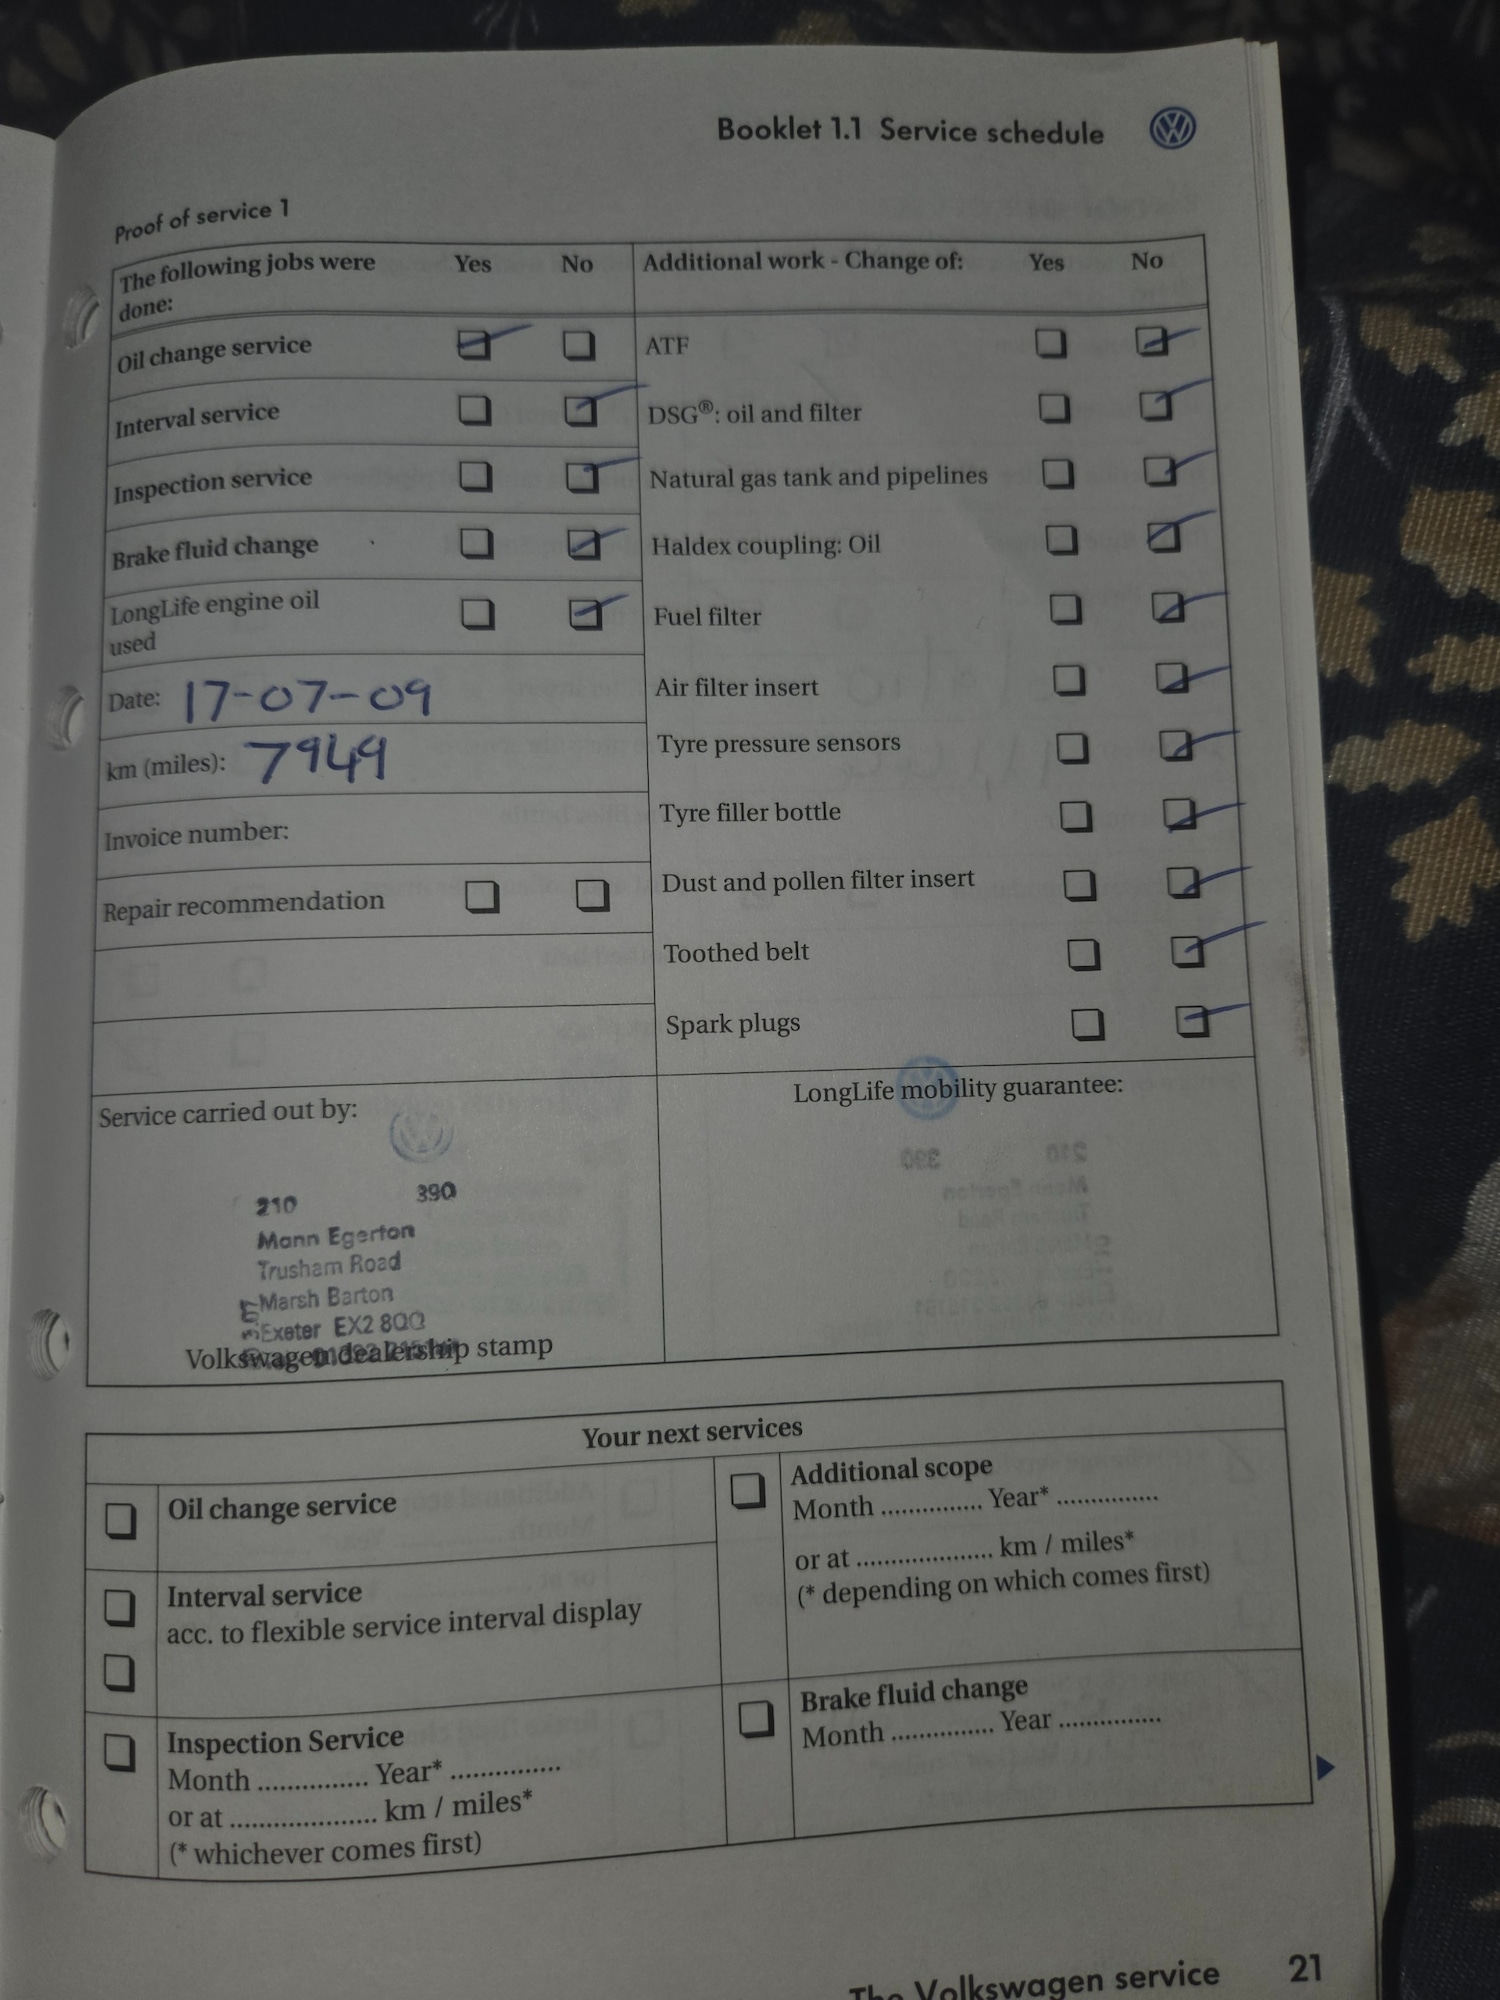 Booklet 1.1 Service schedule
Proof of service 1
The following jobs were done: Yes No
Oil change service
Interval service
Inspection service
Brake fluid change
LongLife engine oil used
Date: 17-07-09
km (miles): 7949
Invoice number:
Repair recommendation
Additional work - Change of: Yes No
ATF
DSG®: oil and filter
Natural gas tank and pipelines
Haldex coupling: Oil
Fuel filter
Air filter insert
Tyre pressure sensors
Tyre filler bottle
Dust and pollen filter insert
Toothed belt
Spark plugs
Service carried out by:
210 390
Mann Egerton
Trusham Road
Marsh Barton
Exeter EX2 8QQ
Volkswagen dealership stamp
LongLife mobility guarantee:
Your next services
Oil change service
Interval service
acc. to flexible service interval display
Inspection Service
Month ............... Year* ...............
or at .................... km / miles*
(* whichever comes first)
Additional scope
Month .............. Year* ..............
or at .................... km / miles*
(* depending on which comes first)
Brake fluid change
Month .............. Year ..............
The Volkswagen service 21